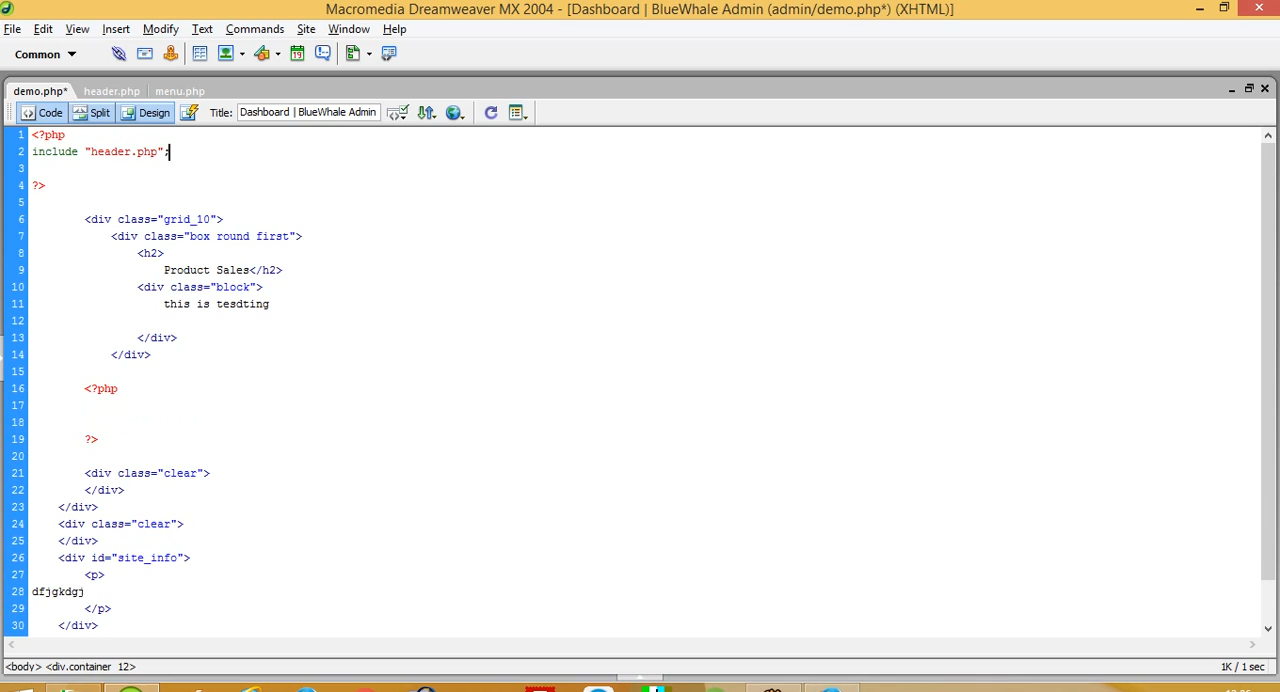 Macromedia Dreamweaver MX 2004 - [Dashboard | BlueWhale Admin (admin/demo.php*) (XHTML)]
File Edit View Insert Modify Text Commands Site Window Help
Common
demo.php* header.php menu.php
Code Split Design Title: Dashboard | BlueWhale Admin
1 <?php
2 include "header.php";
3
4 ?>
5
6 <div class="grid_10">
7 <div class="box round first">
8 <h2>
9 Product Sales</h2>
10 <div class="block">
11 this is tesdting
12
13 </div>
14 </div>
15
16 <?php
17
18
19 ?>
20
21 <div class="clear">
22 </div>
23 </div>
24 <div class="clear">
25 </div>
26 <div id="site_info">
27 <p>
28 dfjgkdgj
29 </p>
30 </div>
<body> <div.container_12> 1K / 1 sec